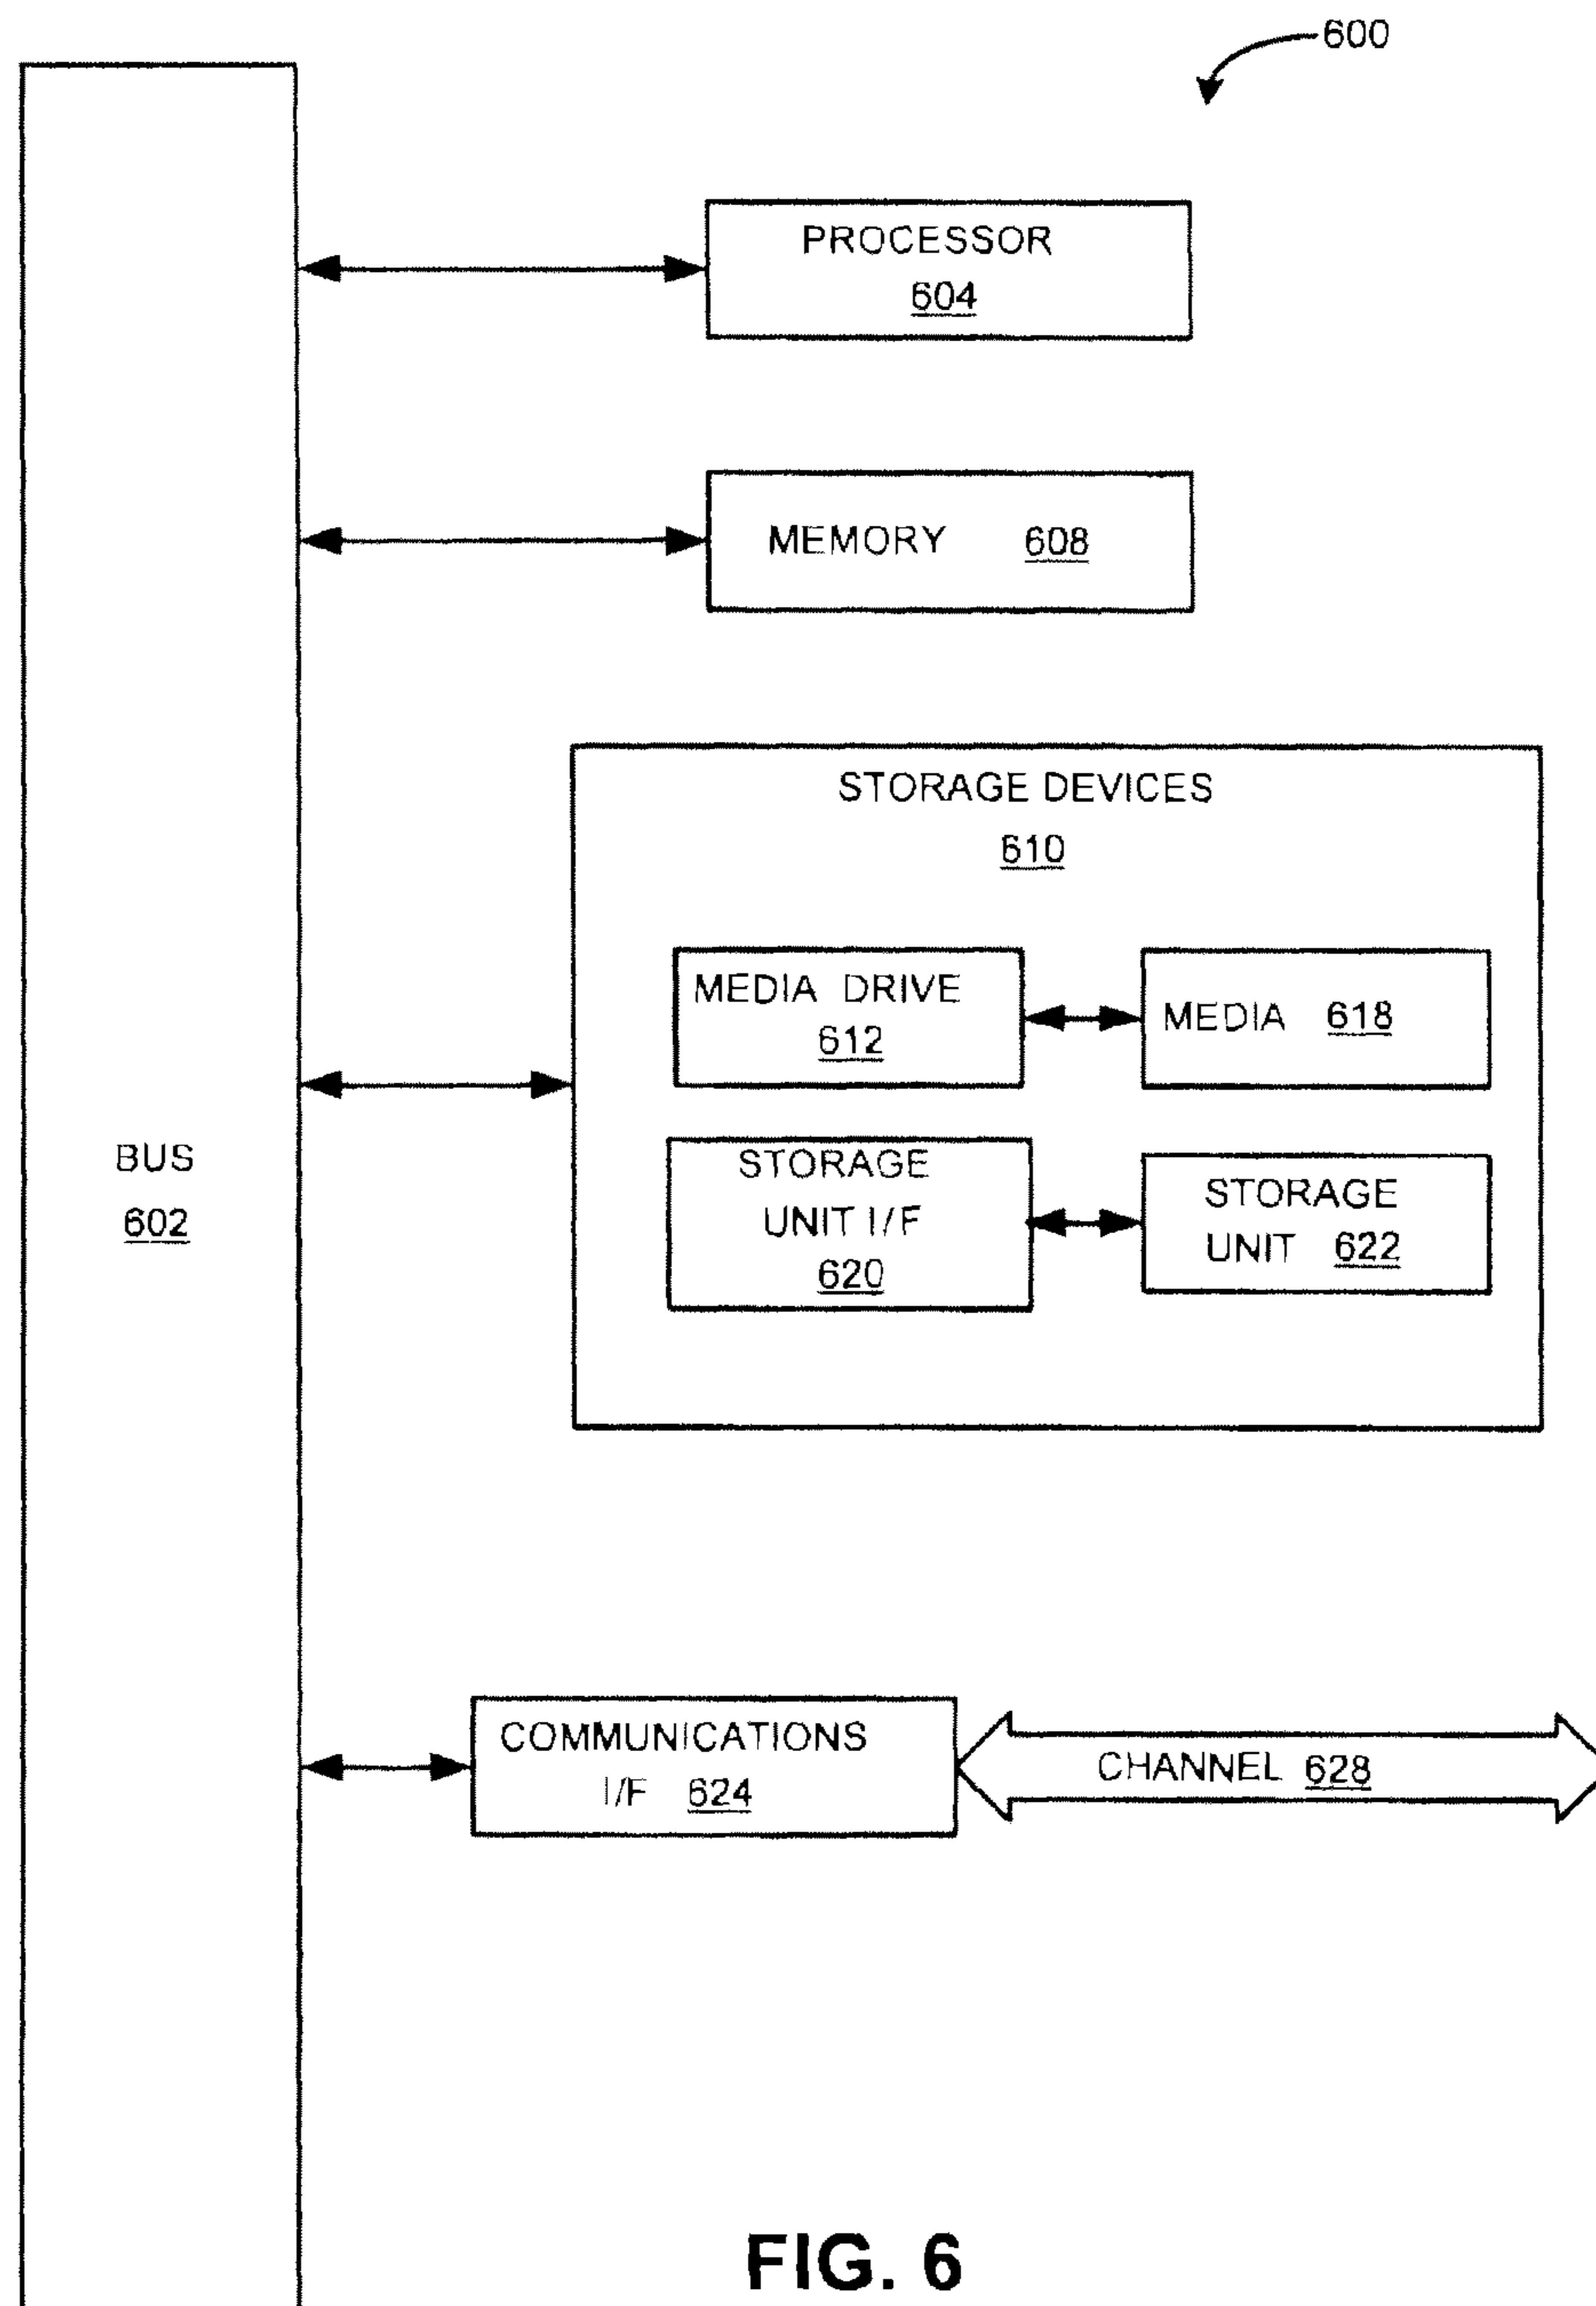 600
PROCESSOR
604
MEMORY 608
STORAGE DEVICES
610
MEDIA DRIVE
612
MEDIA 618
STORAGE
UNIT I/F
620
STORAGE
UNIT 622
BUS
602
COMMUNICATIONS
I/F 624
CHANNEL 628
FIG. 6